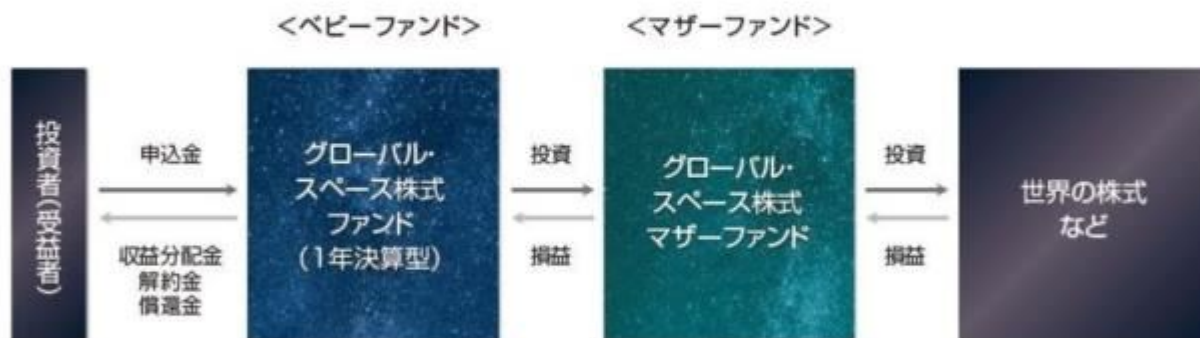 <ベビーファンド>
<マザーファンド>
投資者(受益者)
申込金
収益分配金
解約金
償還金
グローバル・
スペース株式
ファンド
(1年決算型)
投資
損益
グローバル・
スペース株式
マザーファンド
投資
損益
世界の株式
など